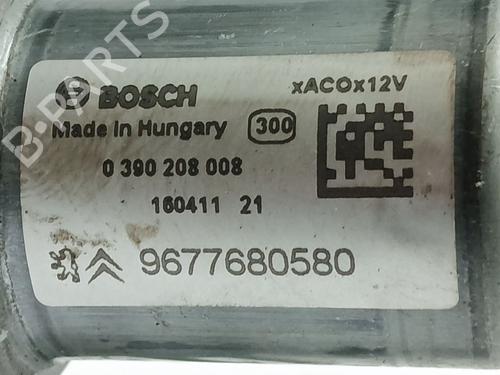 BOSCH xACOx12V
Made in Hungary 300
0 390 208 008
160411 21
9677680580
B-PARTS